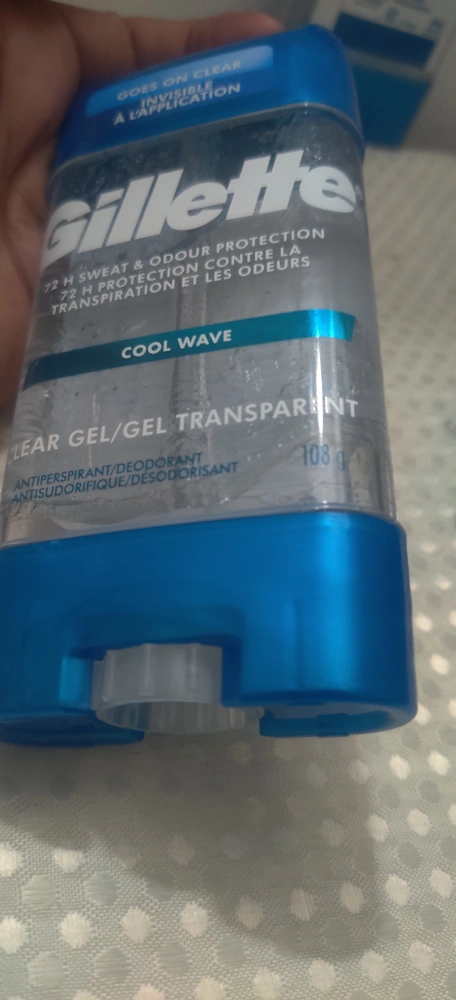 GOES ON CLEAR
INVISIBLE
À L'APPLICATION
Gillette
72 H SWEAT & ODOUR PROTECTION
72 H PROTECTION CONTRE LA
TRANSPIRATION ET LES ODEURS
COOL WAVE
CLEAR GEL/GEL TRANSPARENT
ANTIPERSPIRANT/DEODORANT
ANTISUDORIFIQUE/DÉSODORISANT
108 g